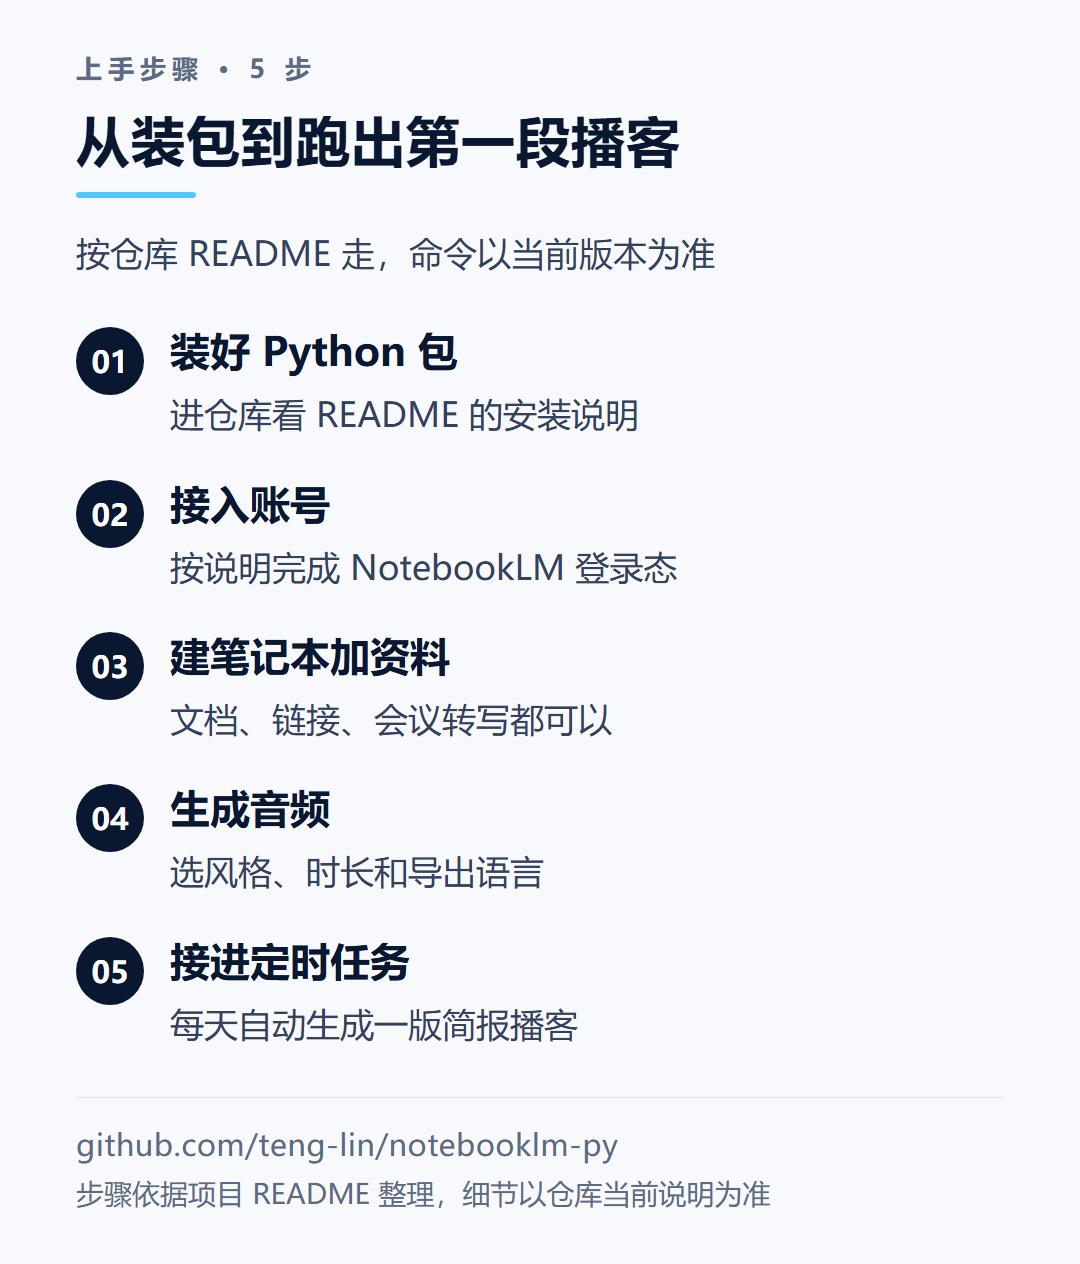 上手步骤 · 5 步
从装包到跑出第一段播客
按仓库 README 走，命令以当前版本为准
01 装好 Python 包
进仓库看 README 的安装说明
02 接入账号
按说明完成 NotebookLM 登录态
03 建笔记本加资料
文档、链接、会议转写都可以
04 生成音频
选风格、时长和导出语言
05 接进定时任务
每天自动生成一版简报播客
github.com/teng-lin/notebooklm-py
步骤依据项目 README 整理，细节以仓库当前说明为准